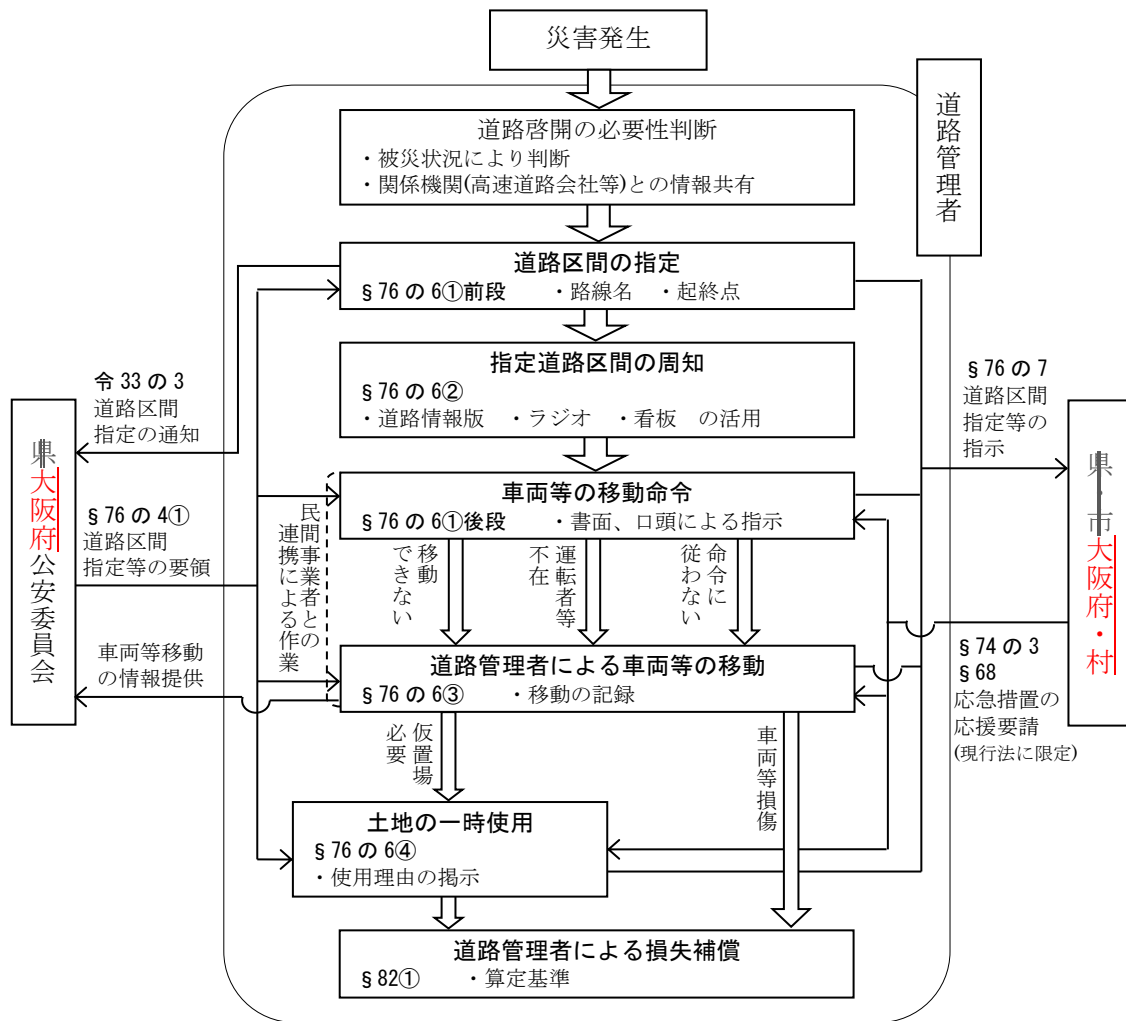 災害発生
道路管理者
道路啓開の必要性判断
・被災状況により判断
・関係機関(高速道路会社等)との情報共有
道路区間の指定
§76の6①前段　・路線名　・起終点
指定道路区間の周知
§76の6②
・道路情報版　・ラジオ　・看板　の活用
令33の3
道路区間
指定の通知
§76の7
道路区間
指定等の
指示
県大阪府公安委員会
県・市大阪府・村
§76の4①
道路区間
指定等の要領
車両等の移動命令
§76の6①後段　・書面、口頭による指示
民間事業者との
連携による作業
移動
できない
運転者等
不在
命令に
従わない
車両等移動
の情報提供
道路管理者による車両等の移動
§76の6③　・移動の記録
§74の3
§68
応急措置の
応援要請
(現行法に限定)
仮置場
必要
車両等損傷
土地の一時使用
§76の6④
・使用理由の掲示
道路管理者による損失補償
§82①　・算定基準